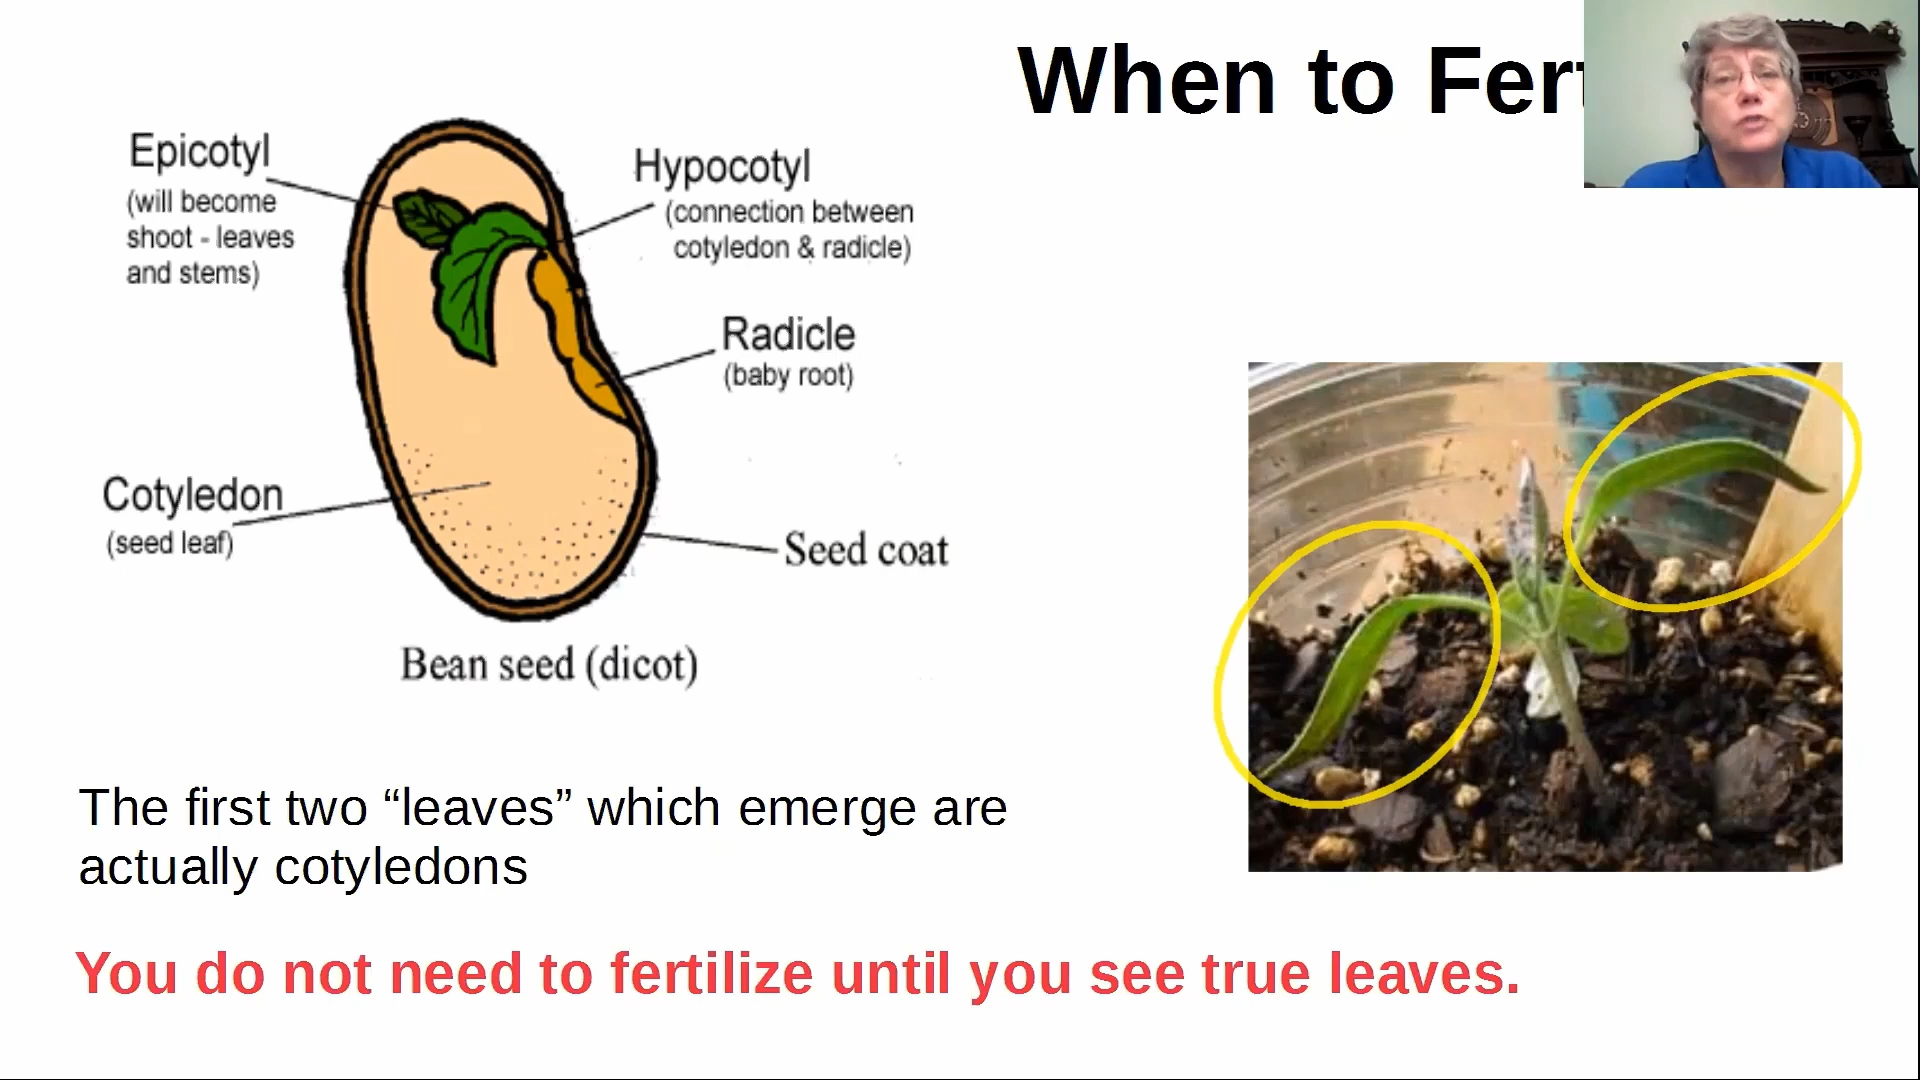 When to Fert
Epicotyl
(will become
shoot - leaves
and stems)
Hypocotyl
(connection between
cotyledon & radicle)
Radicle
(baby root)
Cotyledon
(seed leaf)
Seed coat
Bean seed (dicot)
The first two “leaves” which emerge are
actually cotyledons
You do not need to fertilize until you see true leaves.